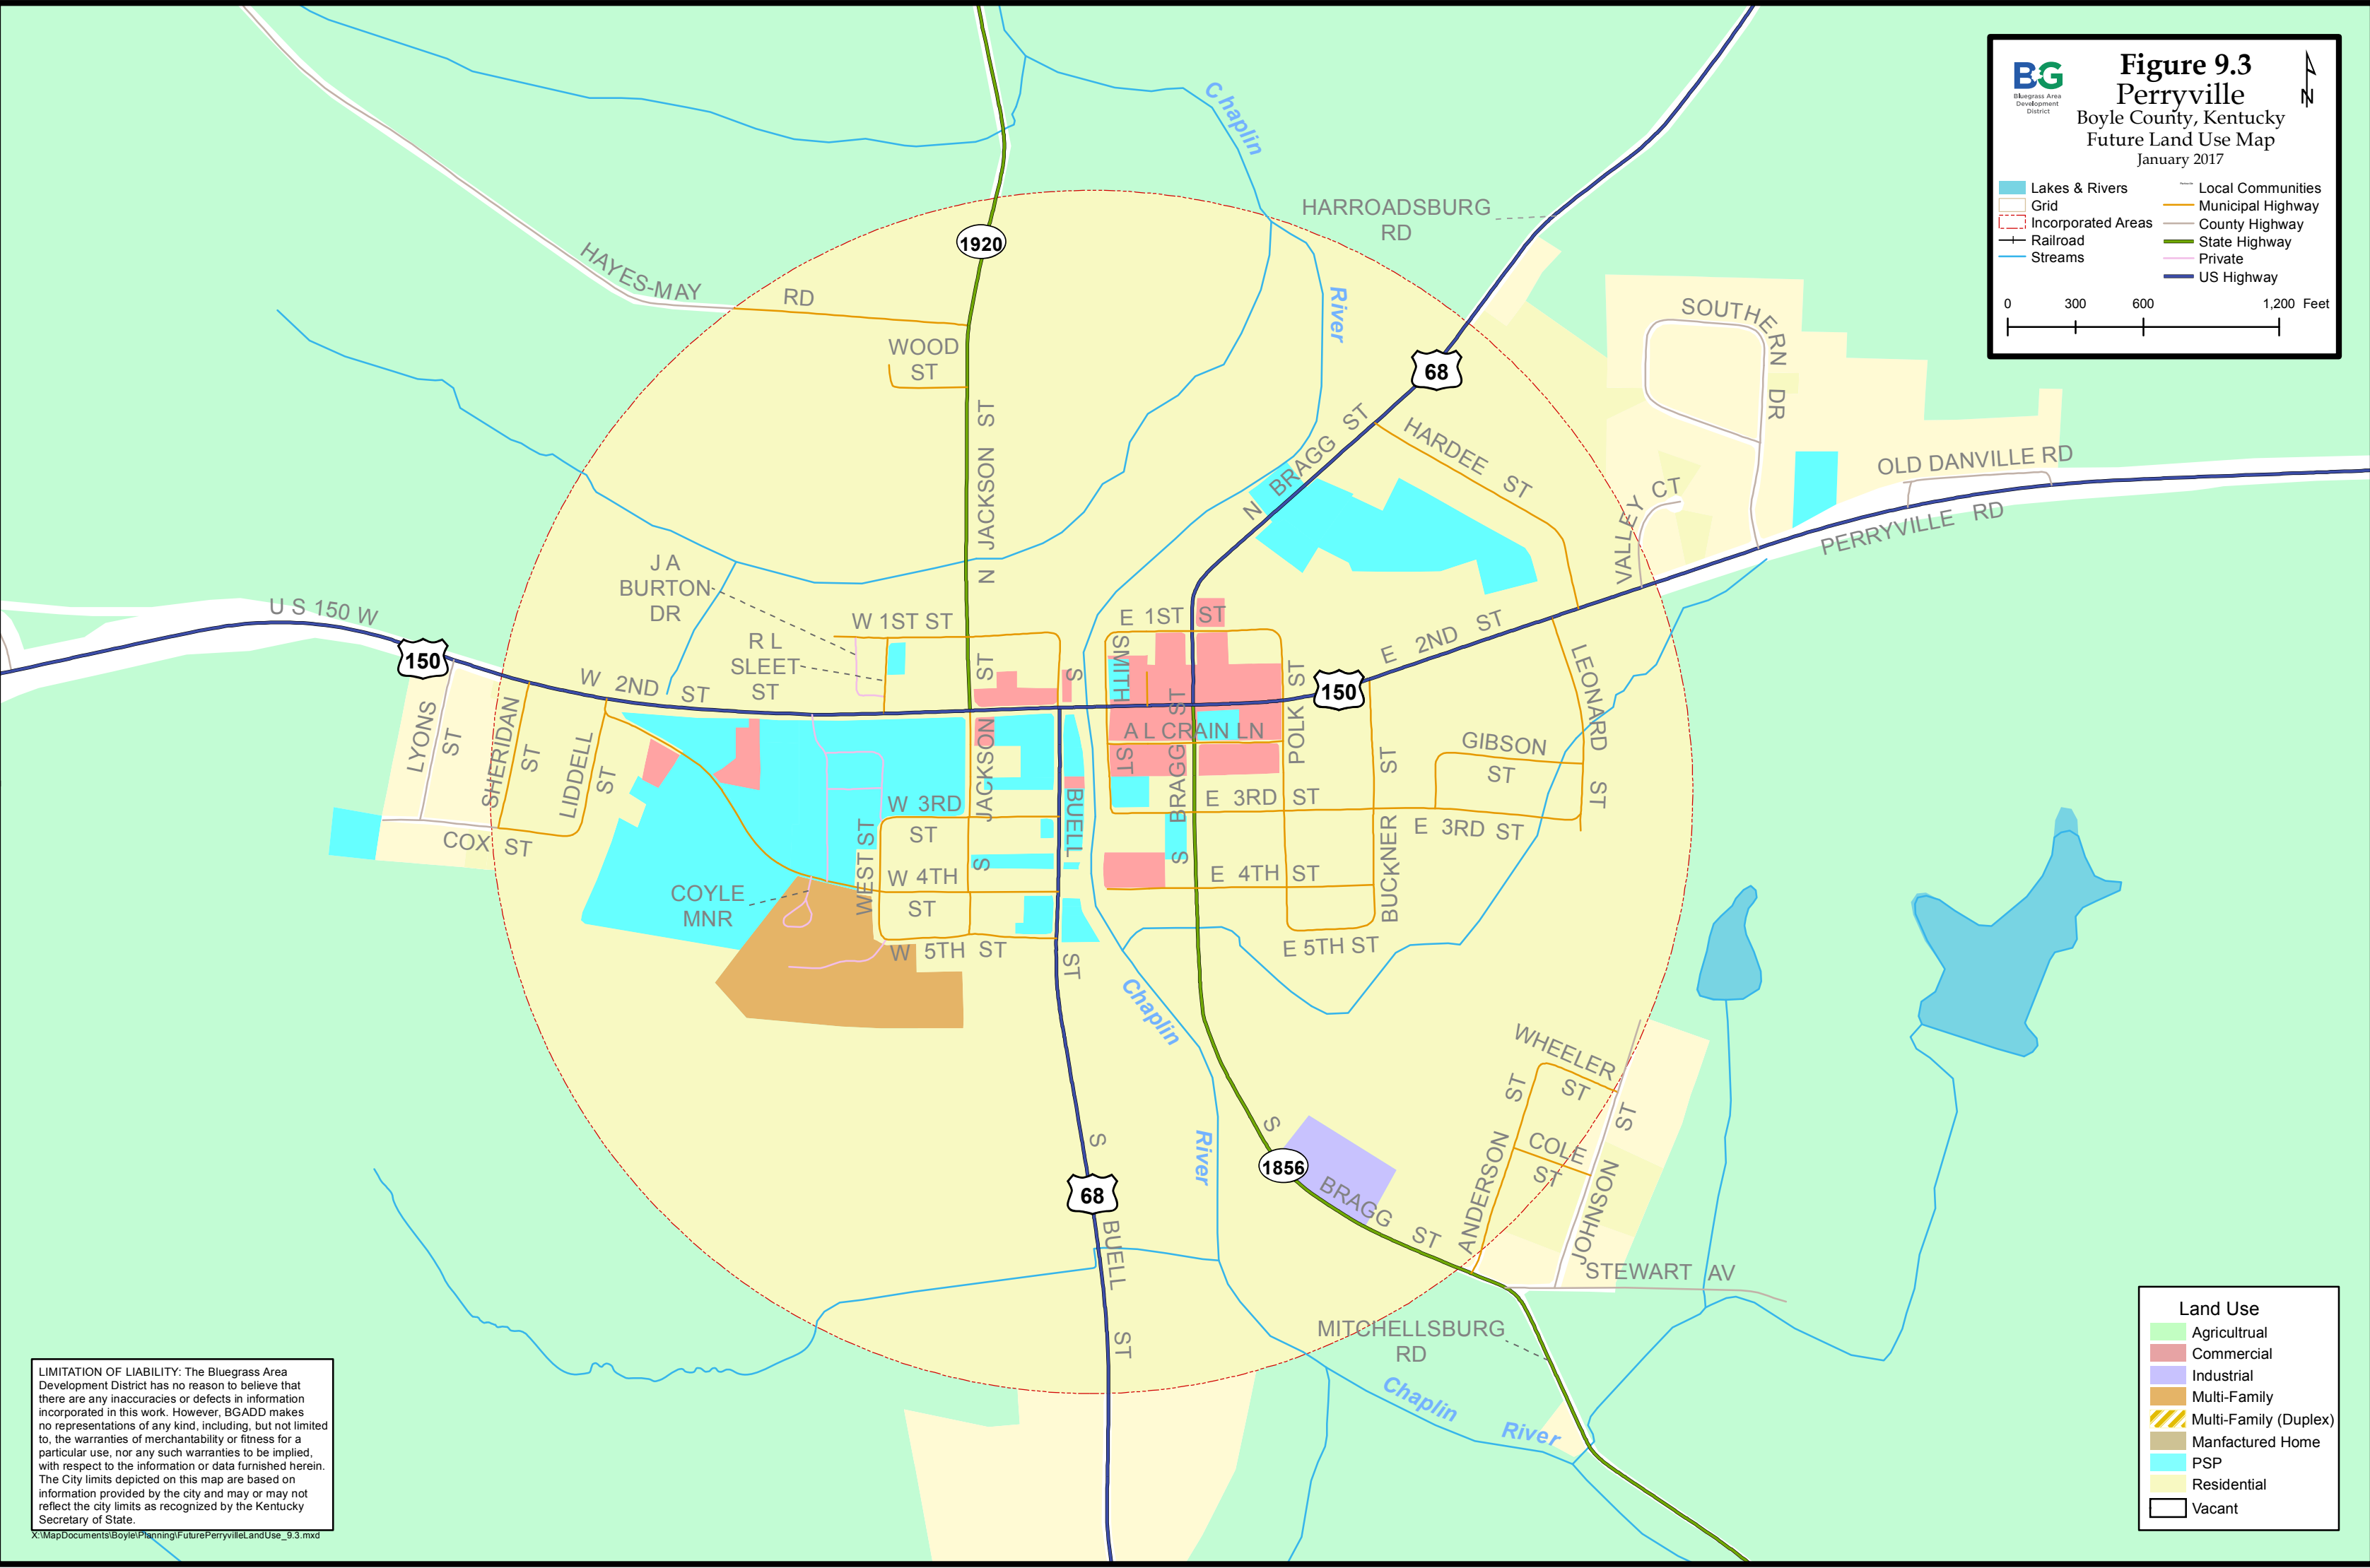 Figure 9.3
Perryville
Boyle County, Kentucky
Future Land Use Map
January 2017
B G
Bluegrass Area
Development
District
N
Lakes & Rivers
Grid
Incorporated Areas
Railroad
Streams
Local Communities
Municipal Highway
County Highway
State Highway
Private
US Highway
0 300 600 1,200 Feet
Chaplin
River
HARROADSBURG
RD
1920
HAYES-MAY RD
WOOD
ST
68
SOUTHERN DR
N JACKSON ST
N BRAGG ST
HARDEE ST
OLD DANVILLE RD
VALLEY CT
PERRYVILLE RD
J A
BURTON
DR
U S 150 W
150
W 1ST ST
E 1ST ST
R L
SLEET
ST
W 2ND ST
E 2ND ST
150
SMITH ST
POLK ST
LEONARD ST
LYONS ST
SHERIDAN ST
LIDDELL ST
S JACKSON ST
S BUELL ST
A L CRAIN LN
S BRAGG ST
GIBSON
ST
W 3RD
ST
E 3RD ST
E 3RD ST
COX ST
WEST ST
BUCKNER ST
W 4TH
ST
E 4TH ST
COYLE
MNR
W 5TH ST
E 5TH ST
Chaplin
River
WHEELER
ST
ANDERSON ST
COLE
ST
JOHNSON ST
S BRAGG ST
1856
68
S BUELL ST
STEWART AV
MITCHELLSBURG
RD
Chaplin River
LIMITATION OF LIABILITY: The Bluegrass Area
Development District has no reason to believe that
there are any inaccuracies or defects in information
incorporated in this work. However, BGADD makes
no representations of any kind, including, but not limited
to, the warranties of merchantability or fitness for a
particular use, nor any such warranties to be implied,
with respect to the information or data furnished herein.
The City limits depicted on this map are based on
information provided by the city and may or may not
reflect the city limits as recognized by the Kentucky
Secretary of State.
X:\MapDocuments\Boyle\Planning\FuturePerryvilleLandUse_9.3.mxd
Land Use
Agricultrual
Commercial
Industrial
Multi-Family
Multi-Family (Duplex)
Manfactured Home
PSP
Residential
Vacant